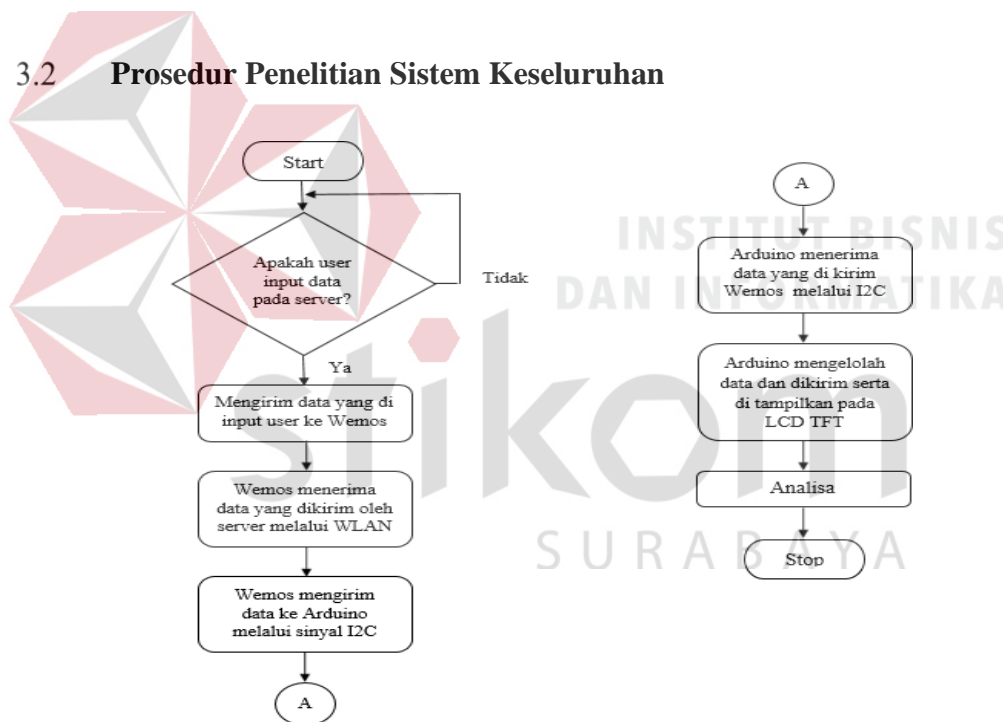 3.2 Prosedur Penelitian Sistem Keseluruhan
Start
Apakah user
input data
pada server?
Tidak
Ya
Mengirim data yang di
input user ke Wemos
Wemos menerima
data yang dikirim oleh
server melalui WLAN
Wemos mengirim
data ke Arduino
melalui sinyal I2C
A
A
Arduino menerima
data yang di kirim
Wemos melalui I2C
Arduino mengelolah
data dan dikirim serta
di tampilkan pada
LCD TFT
Analisa
Stop
INSTITUT BISNIS
DAN INFORMATIKA
stikom
SURABAYA